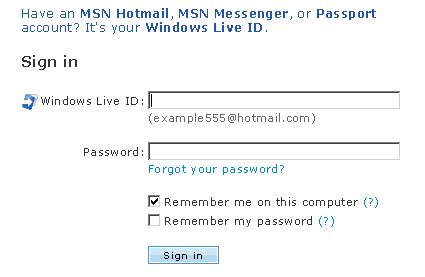 Have an MSN Hotmail, MSN Messenger, or Passport
account? It's your Windows Live ID.
Sign in
Windows Live ID:
(example555@hotmail.com)
Password:
Forgot your password?
Remember me on this computer (?)
Remember my password (?)
Sign in